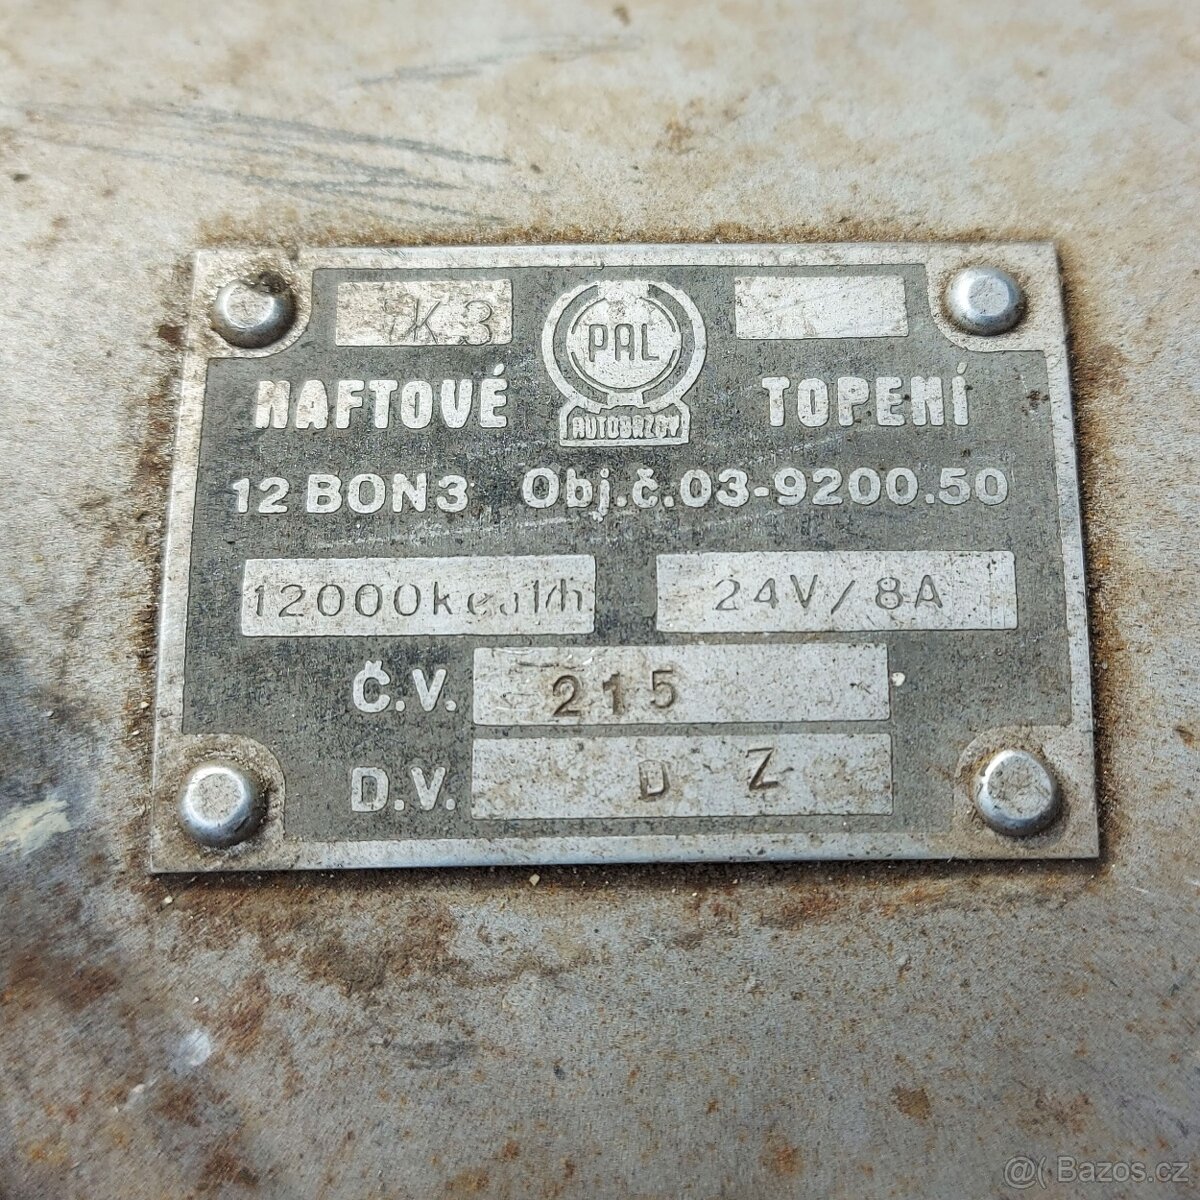 K3
PAL
AUTOBRZDY
NAFTOVÉ TOPENÍ
12 BON3 Obj.č.03-9200.50
12000kcal/h 24V/8A
Č.V. 215
D.V. D Z
@( Bazos.cz